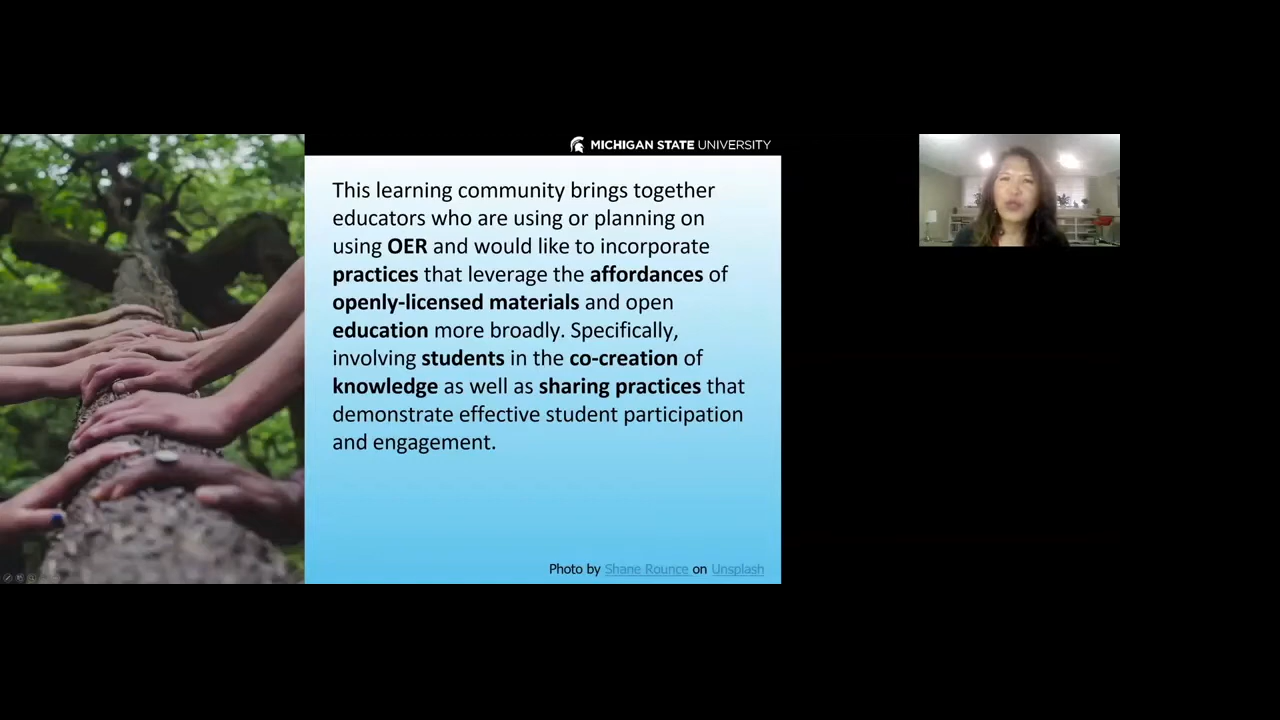 MICHIGAN STATE UNIVERSITY
This learning community brings together
educators who are using or planning on
using OER and would like to incorporate
practices that leverage the affordances of
openly-licensed materials and open
education more broadly. Specifically,
involving students in the co-creation of
knowledge as well as sharing practices that
demonstrate effective student participation
and engagement.
Photo by Shane Rounce on Unsplash